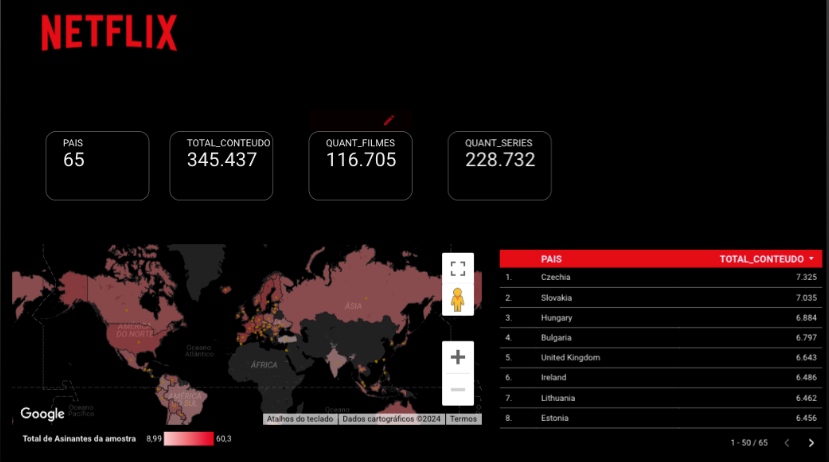 NETFLIX
PAIS
65
TOTAL_CONTEUDO
345.437
QUANT_FILMES
116.705
QUANT_SERIES
228.732
AMÉRICA
DO NORTE
ÁSIA
Oceano
Atlântico
ÁFRICA
AMÉRICA
DO SUL
Oceano
Pacífico
Google
Atalhos do teclado
Dados cartográficos ©2024
Termos
Total de Asinantes da amostra
8,99
60,3
PAIS TOTAL_CONTEUDO
1. Czechia 7.325
2. Slovakia 7.035
3. Hungary 6.884
4. Bulgaria 6.797
5. United Kingdom 6.643
6. Ireland 6.486
7. Lithuania 6.462
8. Estonia 6.456
1 - 50 / 65